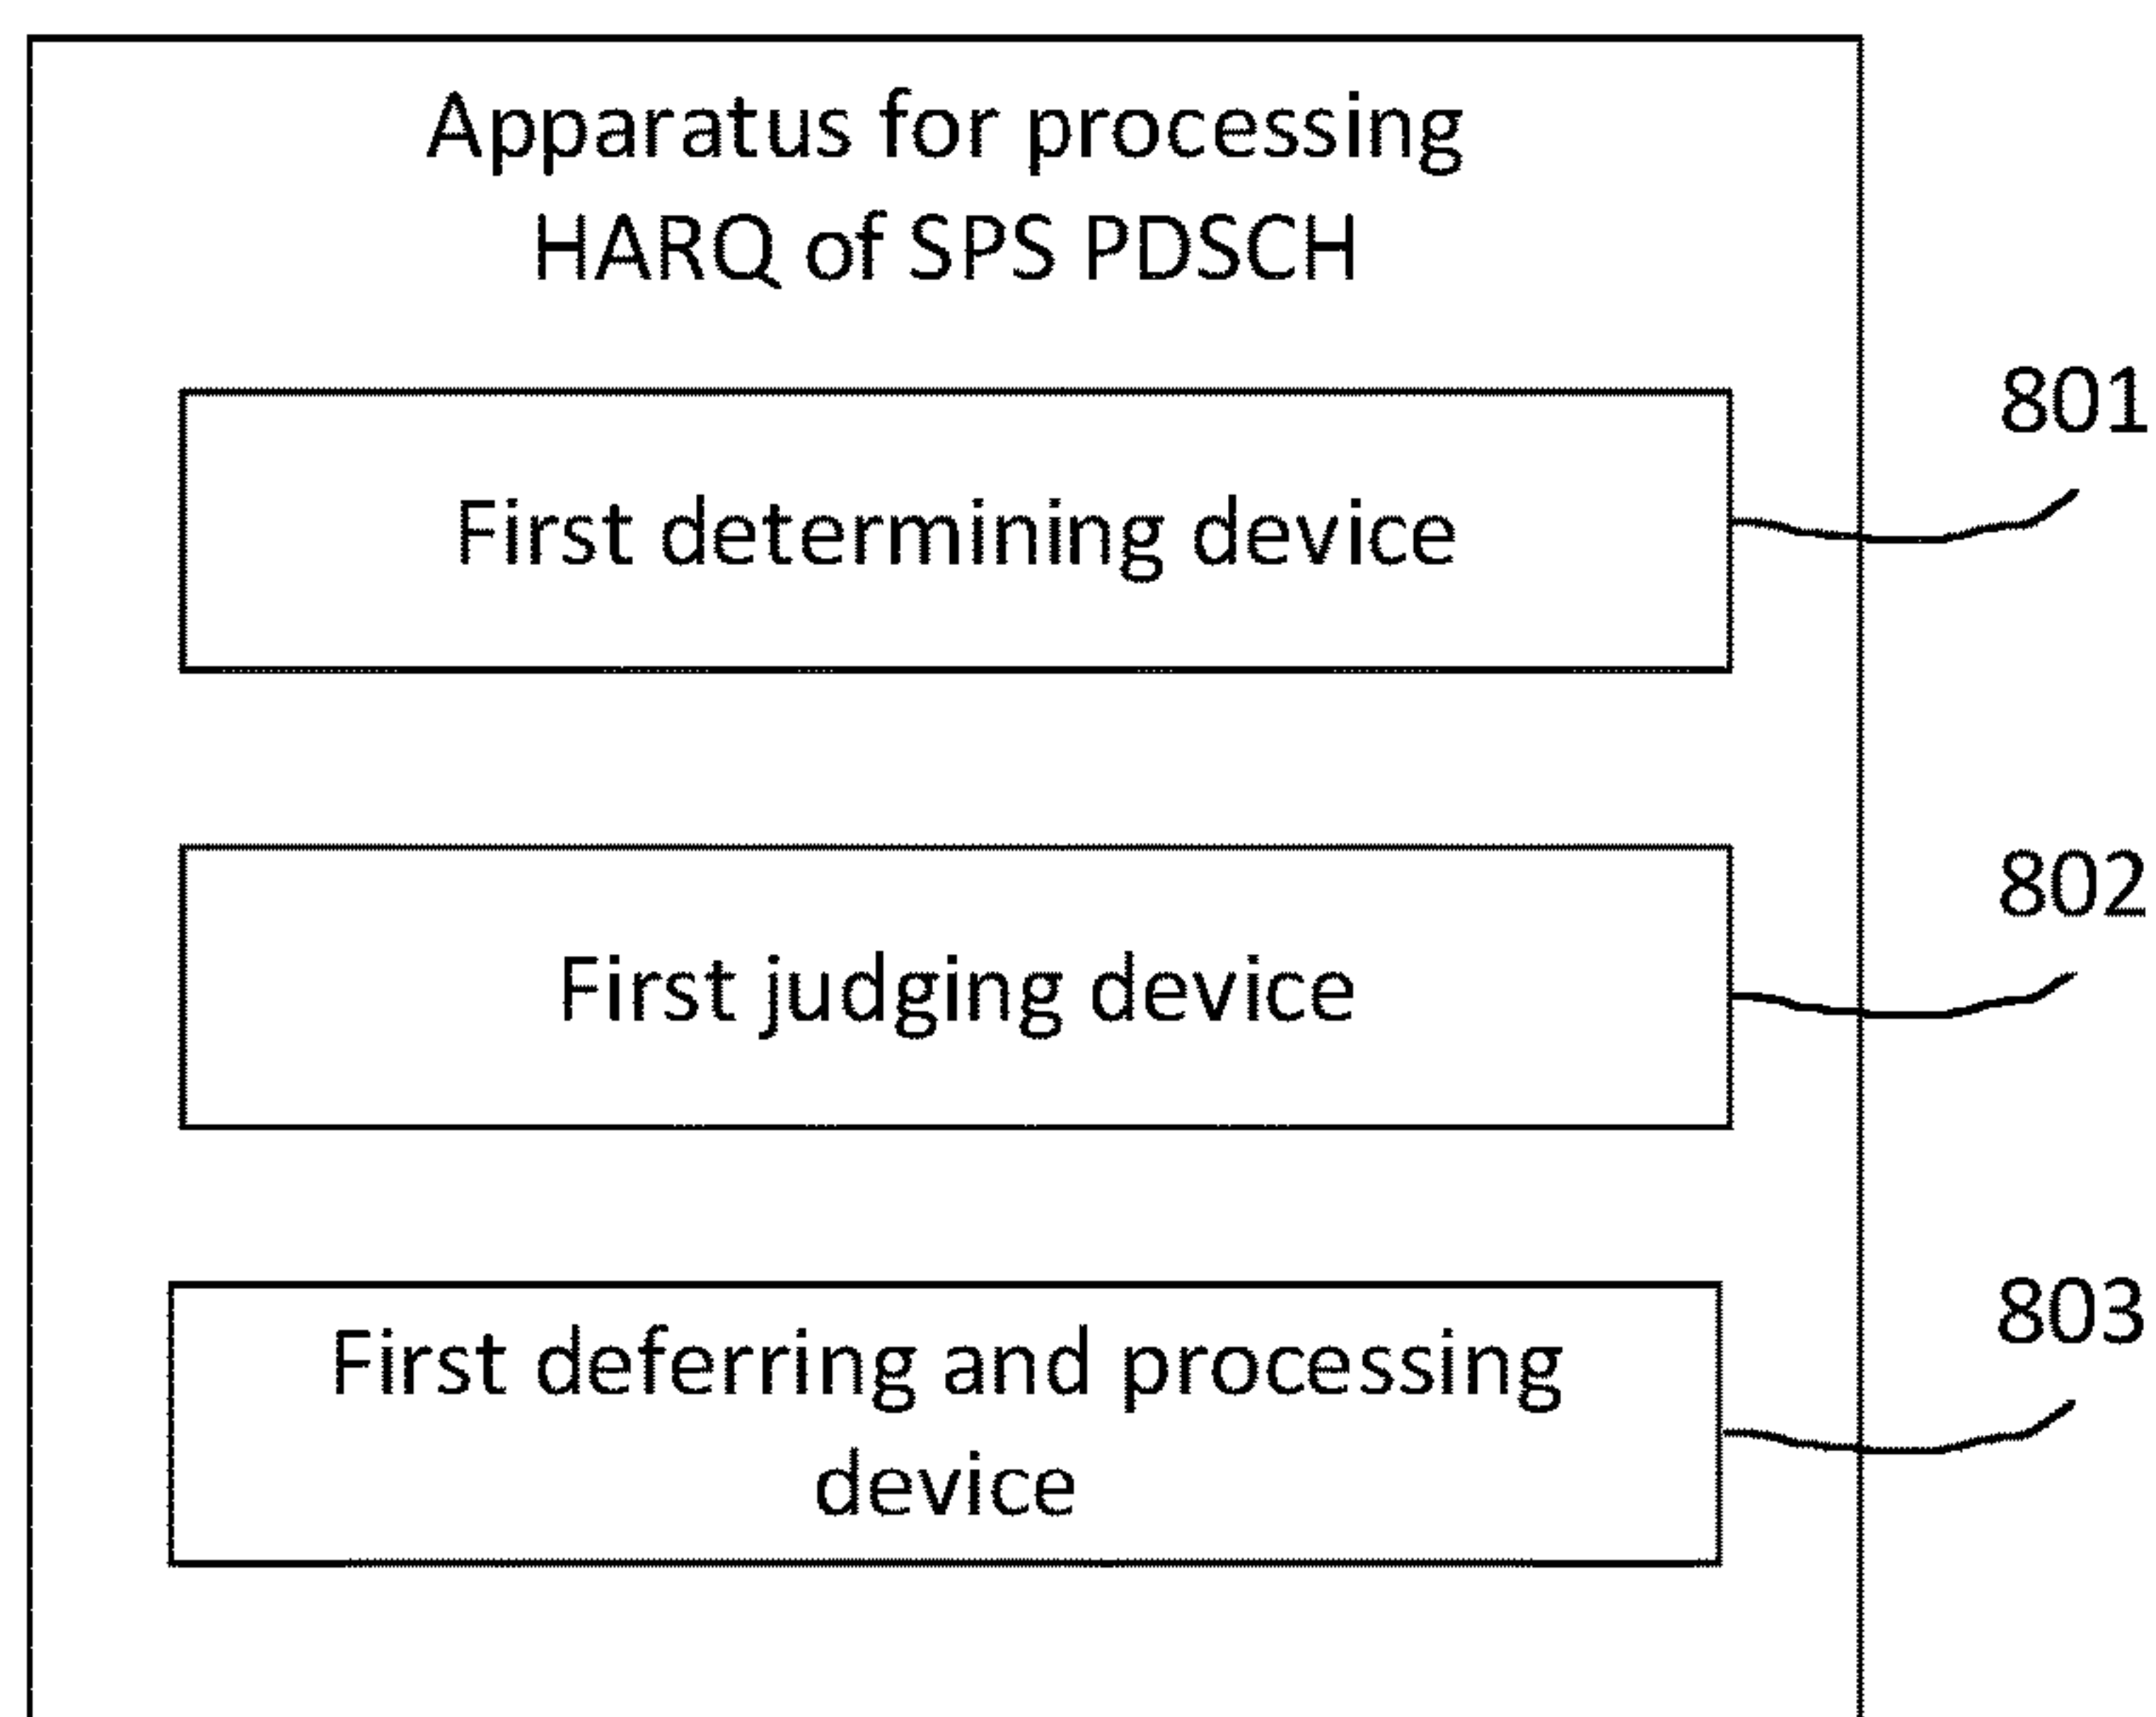 Apparatus for processing
HARQ of SPS PDSCH
801
First determining device
802
First judging device
803
First deferring and processing
device